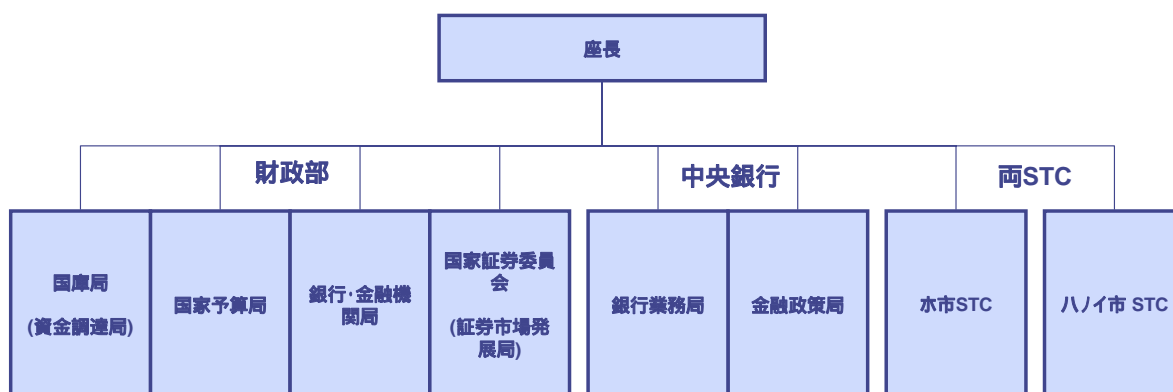 座長
財政部
中央銀行
両STC
国庫局
(資金調達局)
国家予算局
銀行・金融機
関局
国家証券委員
会
(証券市場発
展局)
銀行業務局
金融政策局
ホ市STC
ハノイ市 STC